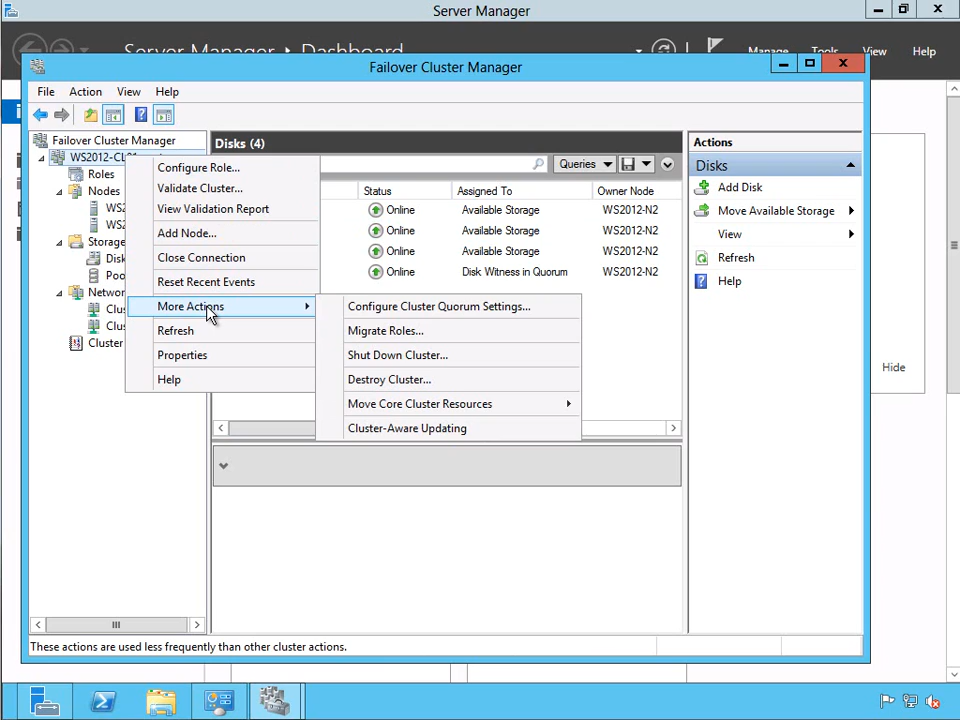 Server Manager
Server Manager • Dashboard
Manage
Tools
View
Help
Failover Cluster Manager
File
Action
View
Help
Failover Cluster Manager
Roles
Nodes
Configure Role...
Validate Cluster...
View Validation Report
Add Node...
Close Connection
Reset Recent Events
More Actions
Refresh
Properties
Help
Configure Cluster Quorum Settings...
Migrate Roles...
Shut Down Cluster...
Destroy Cluster...
Move Core Cluster Resources
Cluster-Aware Updating
Disks (4)
Queries
Status
Assigned To
Owner Node
Online
Available Storage
WS2012-N2
Online
Available Storage
WS2012-N2
Online
Available Storage
WS2012-N2
Online
Disk Witness in Quorum
WS2012-N2
Actions
Disks
Add Disk
Move Available Storage
View
Refresh
Help
Hide
These actions are used less frequently than other cluster actions.